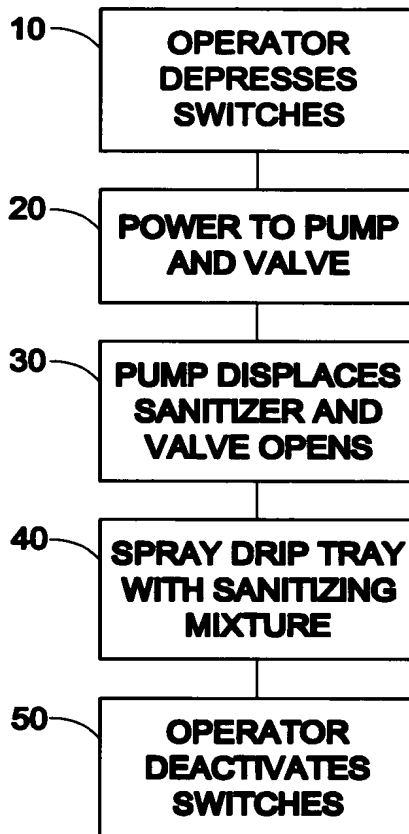 10
OPERATOR
DEPRESSES
SWITCHES
20
POWER TO PUMP
AND VALVE
30
PUMP DISPLACES
SANITIZER AND
VALVE OPENS
40
SPRAY DRIP TRAY
WITH SANITIZING
MIXTURE
50
OPERATOR
DEACTIVATES
SWITCHES